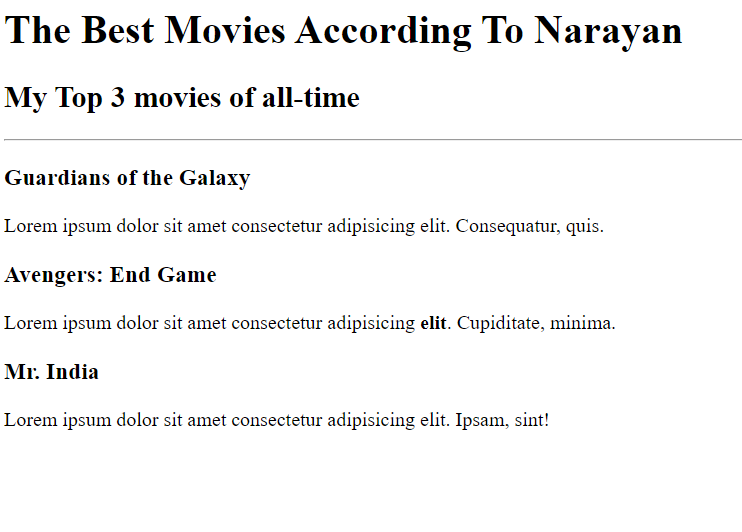 The Best Movies According To Narayan
My Top 3 movies of all-time
Guardians of the Galaxy
Lorem ipsum dolor sit amet consectetur adipisicing elit. Consequatur, quis.
Avengers: End Game
Lorem ipsum dolor sit amet consectetur adipisicing elit. Cupiditate, minima.
Mr. India
Lorem ipsum dolor sit amet consectetur adipisicing elit. Ipsam, sint!